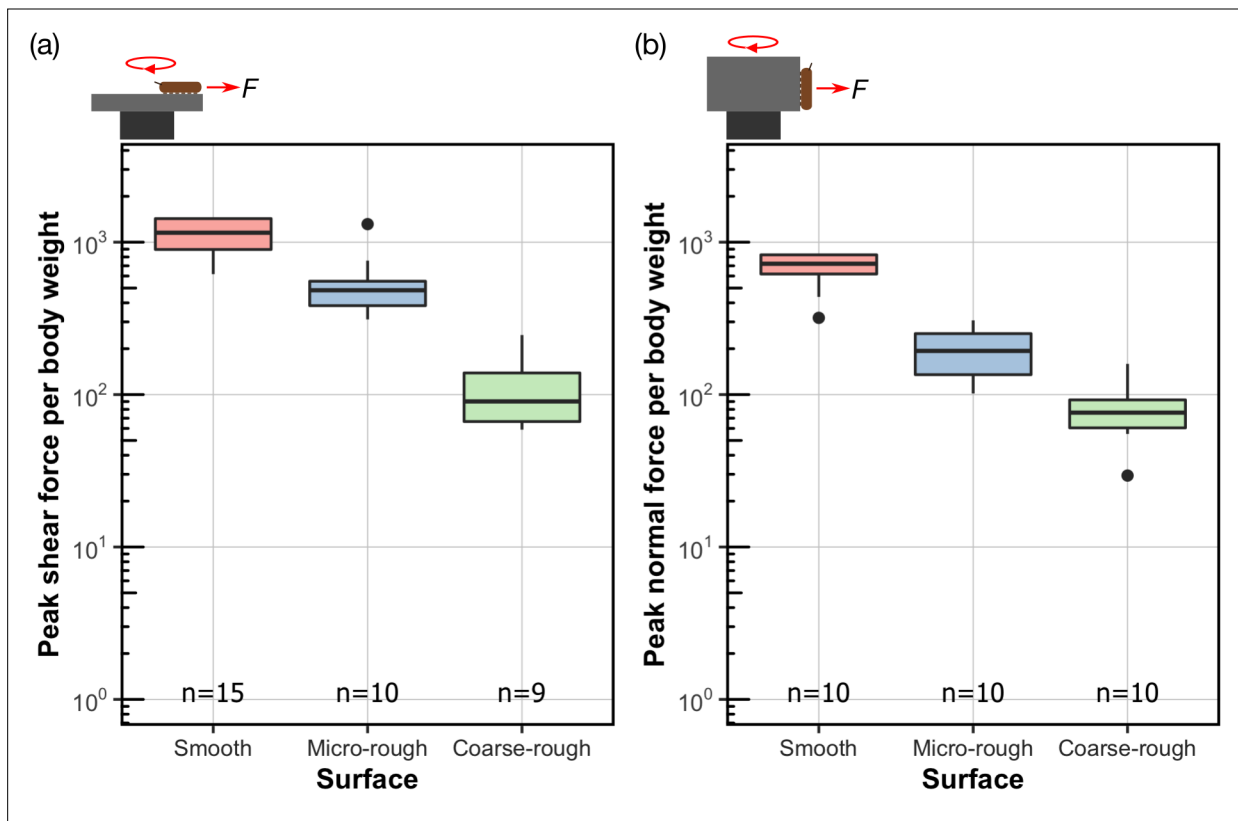 (a)
F
Peak shear force per body weight
10³
10²
10¹
10⁰
n=15 n=10 n=9
Smooth Micro-rough Coarse-rough
Surface
(b)
F
Peak normal force per body weight
10³
10²
10¹
10⁰
n=10 n=10 n=10
Smooth Micro-rough Coarse-rough
Surface